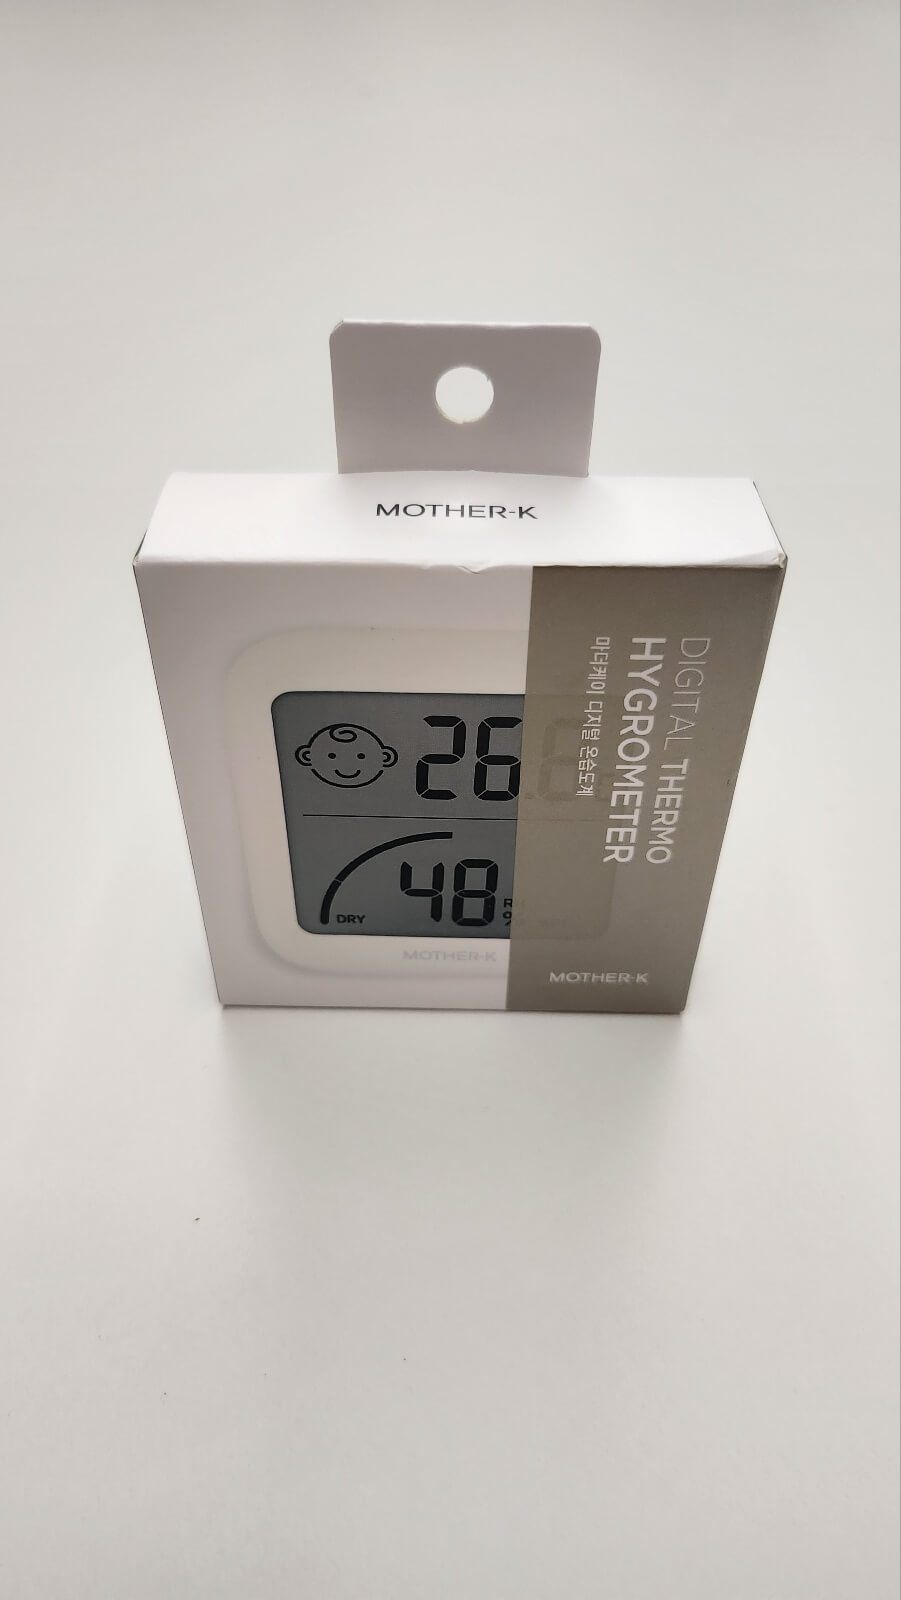 MOTHER-K
26
DRY
48
MOTHER-K
DIGITAL THERMO
HYGROMETER
마더케이 디지털 온습도계
MOTHER-K